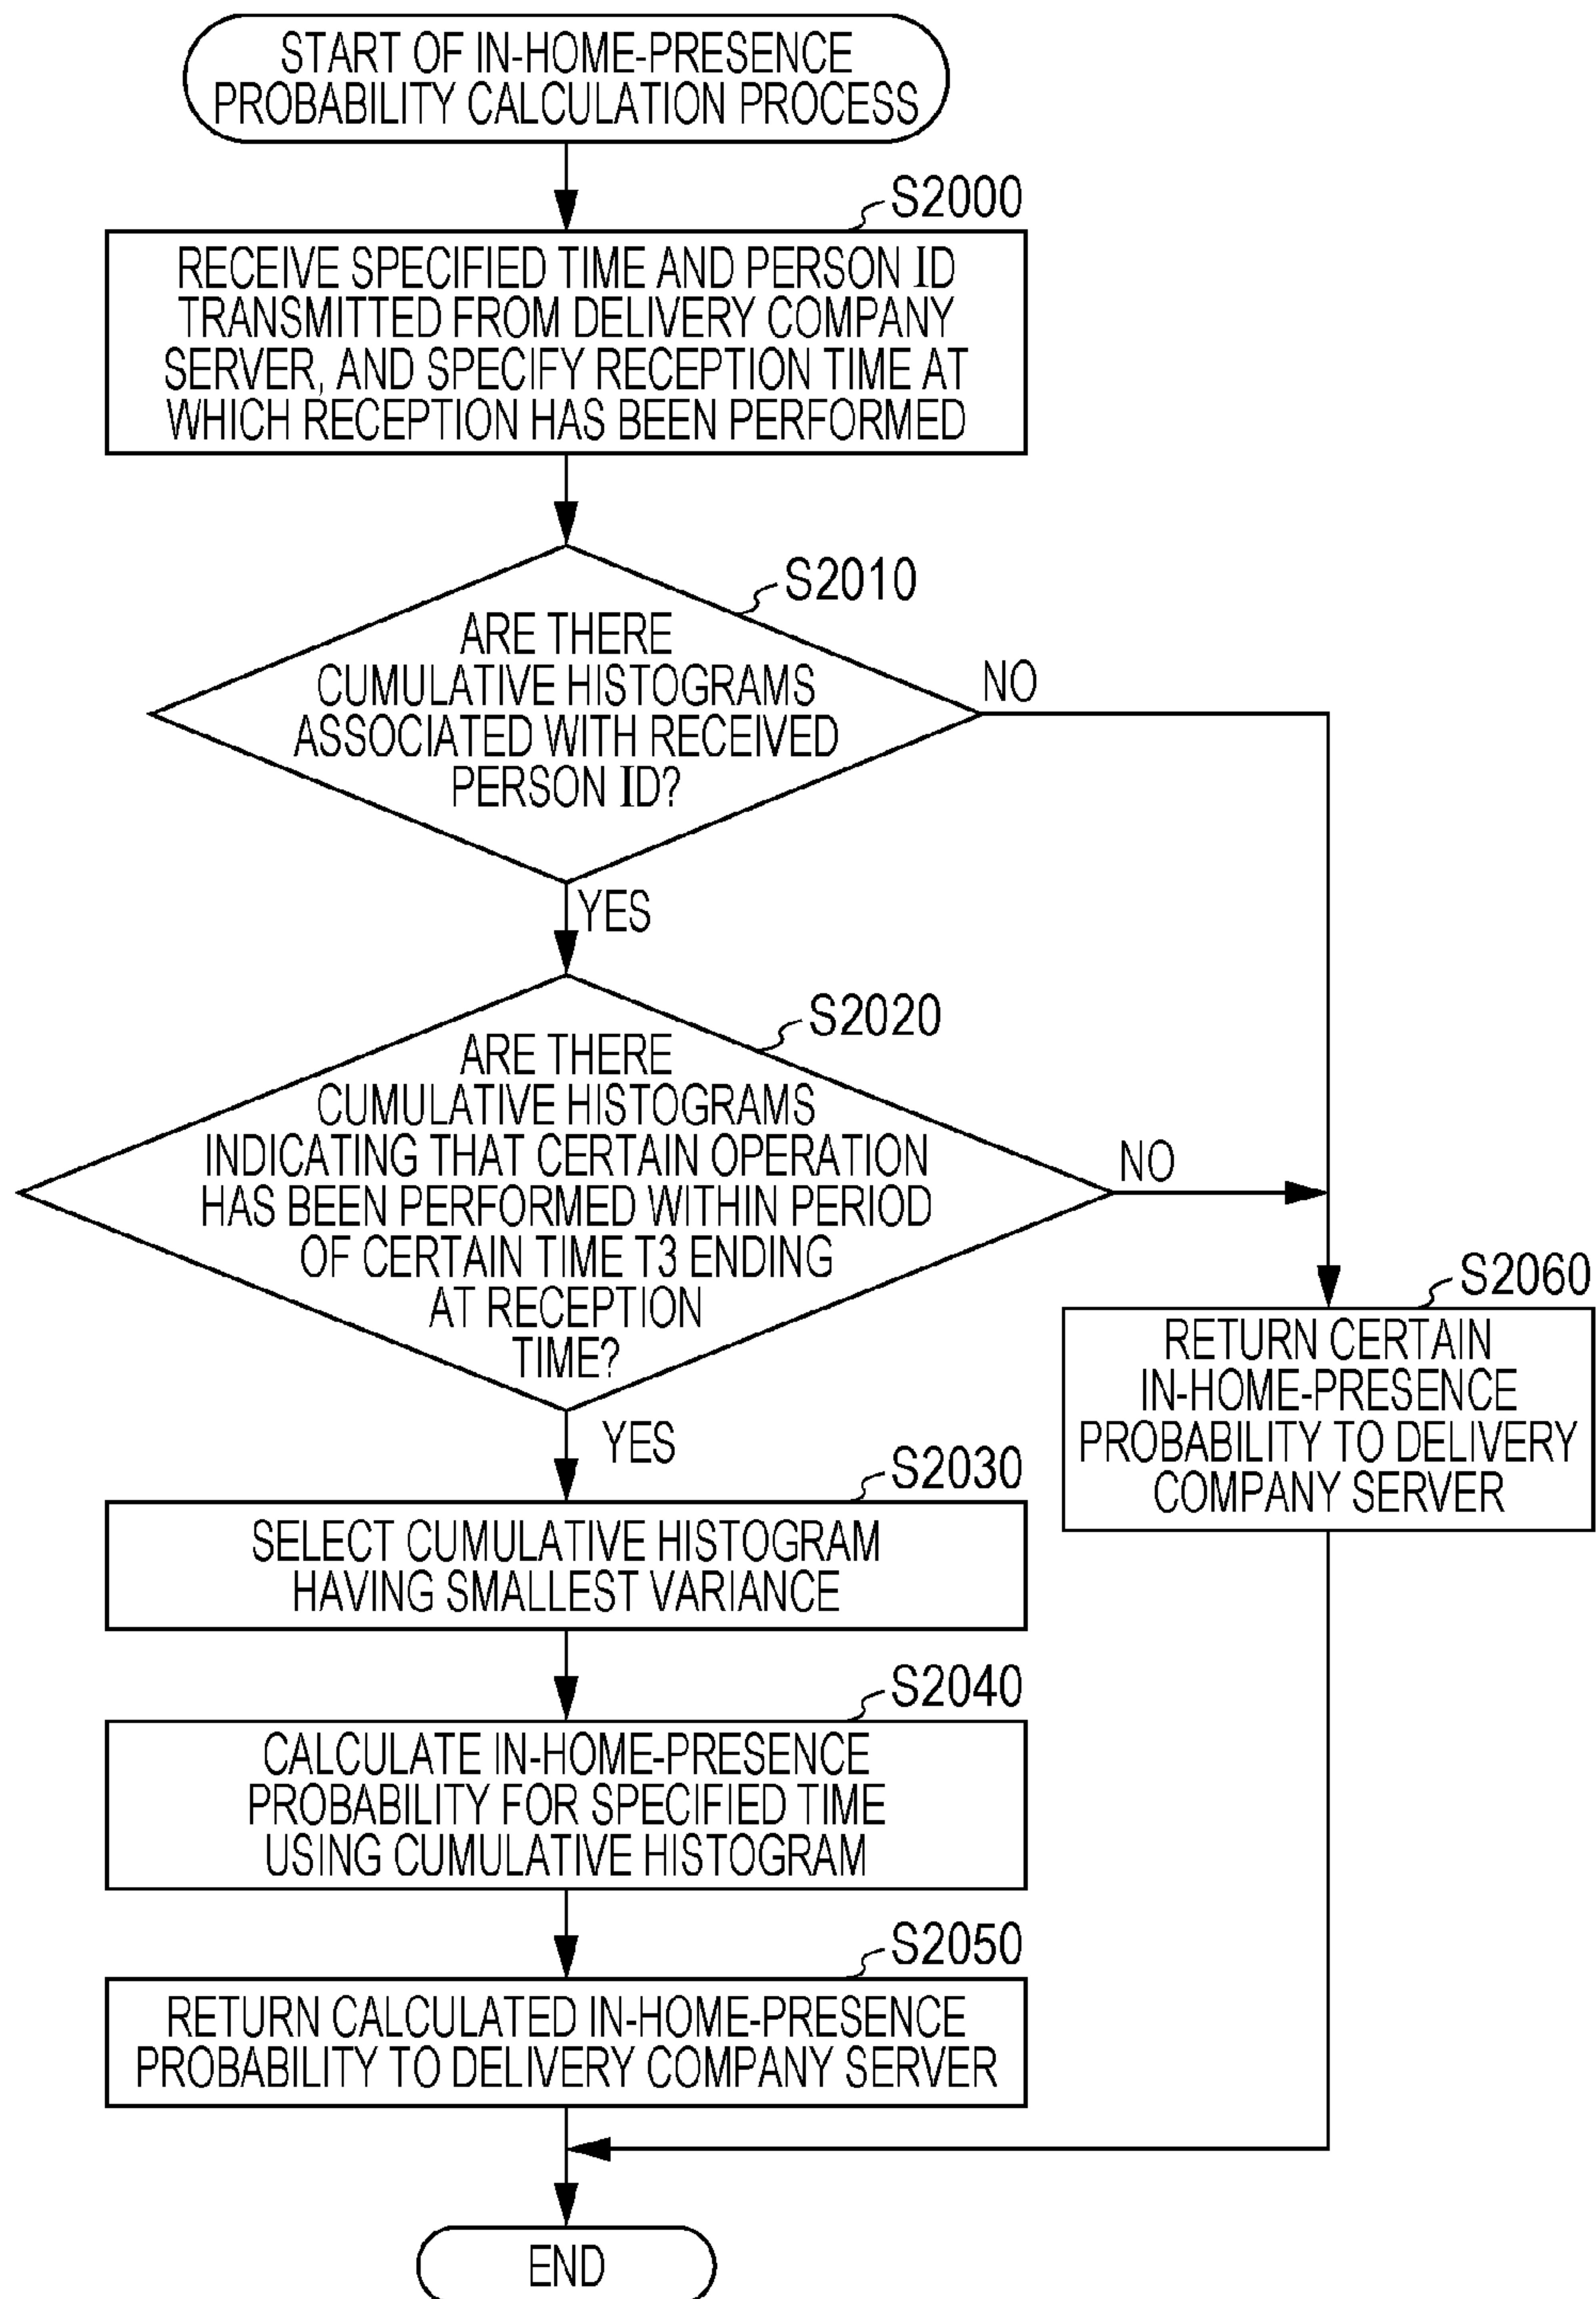 START OF IN-HOME-PRESENCE
PROBABILITY CALCULATION PROCESS
S2000
RECEIVE SPECIFIED TIME AND PERSON ID
TRANSMITTED FROM DELIVERY COMPANY
SERVER, AND SPECIFY RECEPTION TIME AT
WHICH RECEPTION HAS BEEN PERFORMED
S2010
ARE THERE
CUMULATIVE HISTOGRAMS
ASSOCIATED WITH RECEIVED
PERSON ID?
NO
YES
S2020
ARE THERE
CUMULATIVE HISTOGRAMS
INDICATING THAT CERTAIN OPERATION
HAS BEEN PERFORMED WITHIN PERIOD
OF CERTAIN TIME T3 ENDING
AT RECEPTION
TIME?
NO
YES
S2060
RETURN CERTAIN
IN-HOME-PRESENCE
PROBABILITY TO DELIVERY
COMPANY SERVER
S2030
SELECT CUMULATIVE HISTOGRAM
HAVING SMALLEST VARIANCE
S2040
CALCULATE IN-HOME-PRESENCE
PROBABILITY FOR SPECIFIED TIME
USING CUMULATIVE HISTOGRAM
S2050
RETURN CALCULATED IN-HOME-PRESENCE
PROBABILITY TO DELIVERY COMPANY SERVER
END